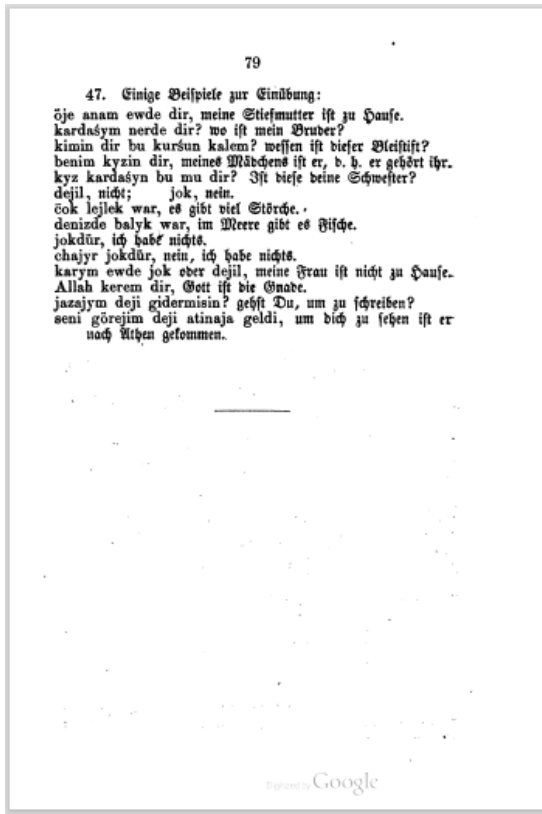 79
47. Einige Beispiele zur Einübung:
öje anam ewde dir, meine Stiefmutter ist zu Hause.
kardaśym nerde dir? wo ist mein Bruder?
kimin dir bu kurśun kalem? wessen ist dieser Bleistift?
benim kyzin dir, meines Mädchens ist er, d. h. er gehört ihr.
kyz kardaśyn bu mu dir? Ist diese deine Schwester?
dejil, nicht; jok, nein.
čok lejlek war, es gibt viel Störche.
denizde balyk war, im Meere gibt es Fische.
jokdür, ich habe nichts.
chajyr jokdür, nein, ich habe nichts.
karym ewde jok oder dejil, meine Frau ist nicht zu Hause.
Allah kerem dir, Gott ist die Gnade.
jazajym deji gidermisin? gehst Du, um zu schreiben?
seni görejim deji atinaja geldi, um dich zu sehen ist er
nach Athen gekommen.
Digitized by Google